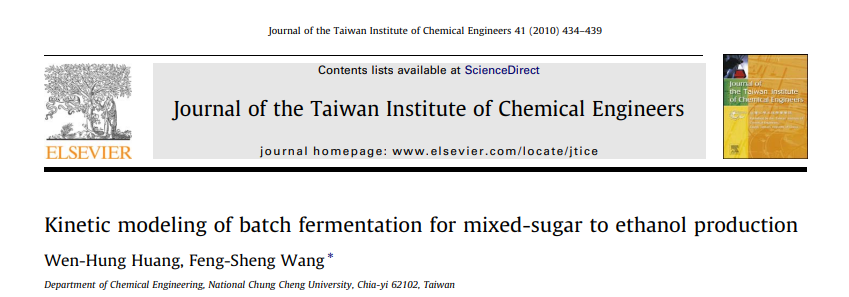 Journal of the Taiwan Institute of Chemical Engineers 41 (2010) 434–439
Contents lists available at ScienceDirect
Journal of the Taiwan Institute of Chemical Engineers
journal homepage: www.elsevier.com/locate/jtice
ELSEVIER
Journal of
the Taiwan Institute
of Chemical Engineers
Kinetic modeling of batch fermentation for mixed-sugar to ethanol production
Wen-Hung Huang, Feng-Sheng Wang*
Department of Chemical Engineering, National Chung Cheng University, Chia-yi 62102, Taiwan